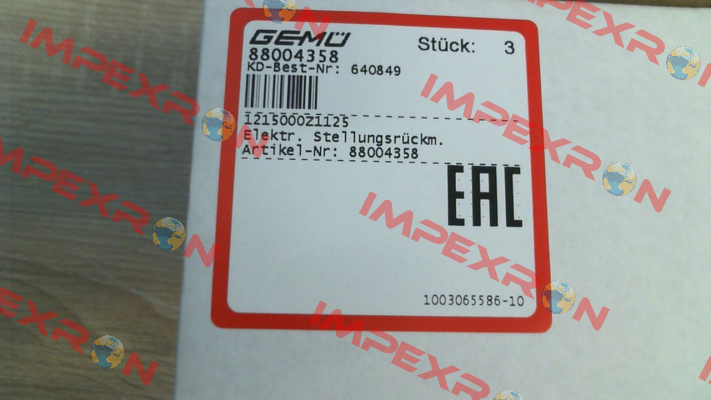 GEMÜ
Stück: 3
88004358
KD-Best-Nr: 640849
1215000Z1125
Elektr. Stellungsrückm.
Artikel-Nr: 88004358
EAC
1003065586-10
IMPEXRON
IMPEXRON
IMPEXRON
IMPEXRON
IMPEXRON
IMPEXRON